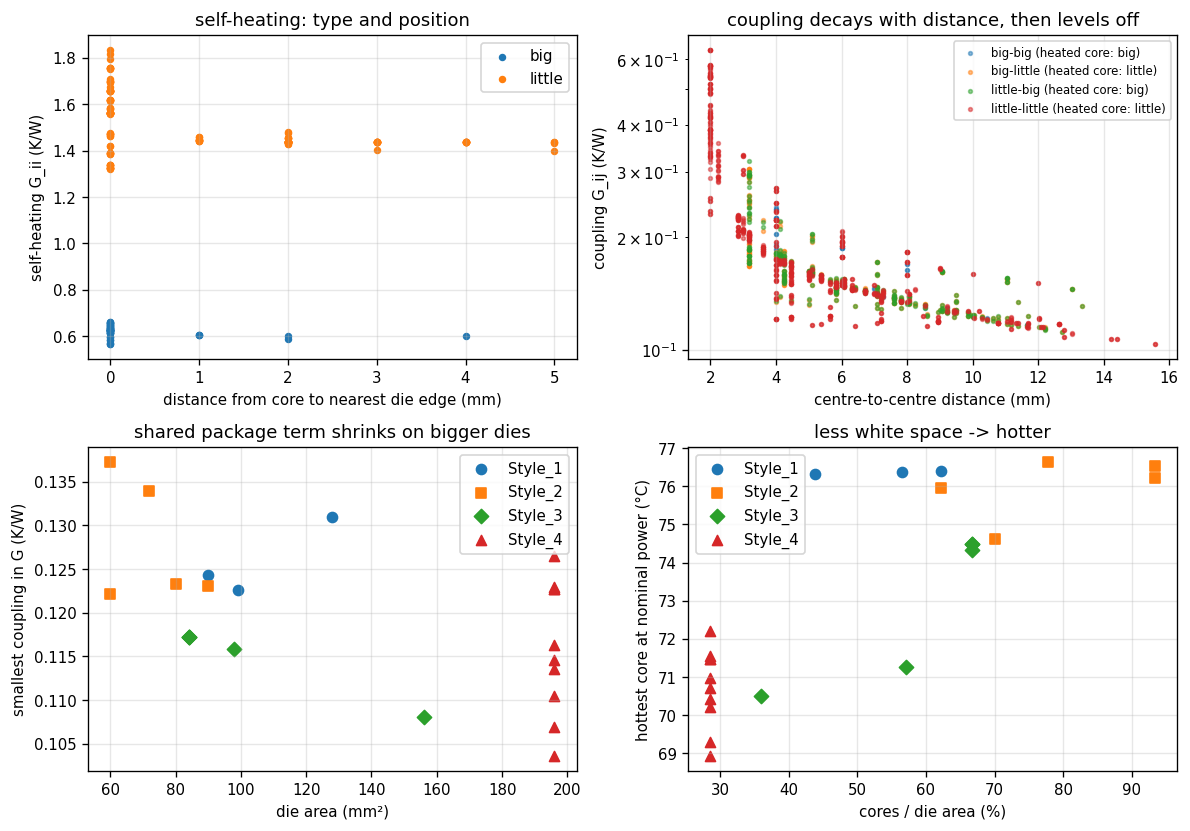 self-heating: type and position
self-heating G_ii (K/W)
1.8
1.6
1.4
1.2
1.0
0.8
0.6
big
little
0 1 2 3 4 5
distance from core to nearest die edge (mm)
coupling decays with distance, then levels off
coupling G_ij (K/W)
6 × 10⁻¹
4 × 10⁻¹
3 × 10⁻¹
2 × 10⁻¹
10⁻¹
big-big (heated core: big)
big-little (heated core: little)
little-big (heated core: big)
little-little (heated core: little)
2 4 6 8 10 12 14 16
centre-to-centre distance (mm)
shared package term shrinks on bigger dies
smallest coupling in G (K/W)
0.135
0.130
0.125
0.120
0.115
0.110
0.105
Style_1
Style_2
Style_3
Style_4
60 80 100 120 140 160 180 200
die area (mm²)
less white space -> hotter
hottest core at nominal power (°C)
77
76
75
74
73
72
71
70
69
Style_1
Style_2
Style_3
Style_4
30 40 50 60 70 80 90
cores / die area (%)